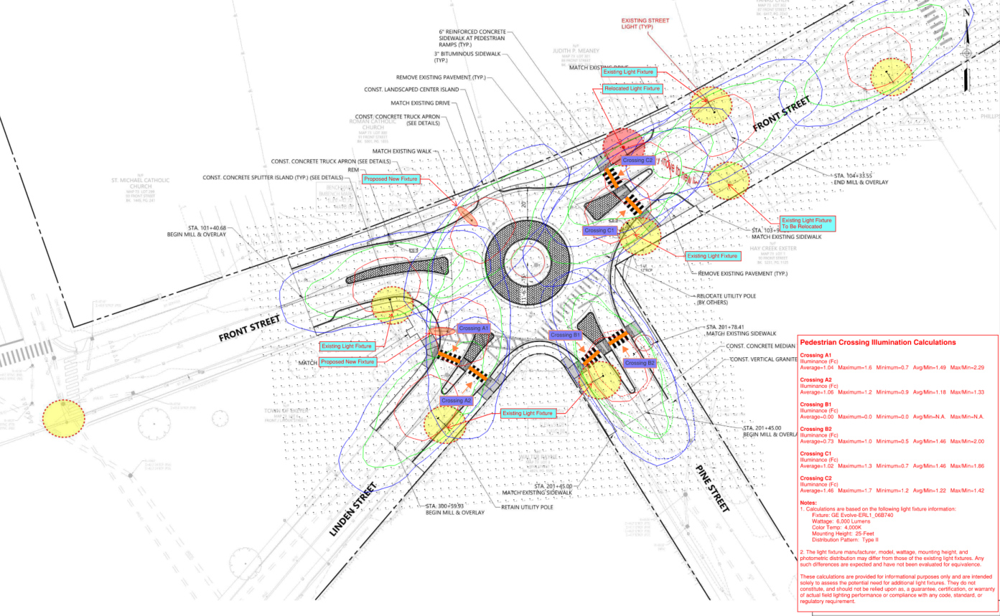 EXISTING STREET
LIGHT (TYP)
N
6" REINFORCED CONCRETE
SIDEWALK AT PEDESTRIAN
RAMPS (TYP.)
3" BITUMINOUS SIDEWALK
(TYP.)
JUDITH P. MEANEY
MATCH EXISTING DRIVE
Existing Light Fixture
REMOVE EXISTING PAVEMENT (TYP.)
Relocated Light Fixture
CONST. LANDSCAPED CENTER ISLAND
MATCH EXISTING DRIVE
FRONT STREET
CONST. CONCRETE TRUCK APRON
(SEE DETAILS)
ROMAN CATHOLIC
CHURCH
MATCH EXISTING WALK
CONST. CONCRETE TRUCK APRON (SEE DETAILS)
Crossing C2
REM
CONST. CONCRETE SPLITTER ISLAND (TYP.) (SEE DETAILS)
Proposed New Fixture
move to new
STA. 104+33.55
END MILL & OVERLAY
ST. MICHAEL CATHOLIC
CHURCH
20'
STA. 101+40.68
BEGIN MILL & OVERLAY
Crossing C1
Existing Light Fixture
To Be Relocated
STA. 103+9
MATCH EXISTING SIDEWALK
HAY CREEK EXETER
Existing Light Fixture
REMOVE EXISTING PAVEMENT (TYP.)
RELOCATE UTILITY POLE
(BY OTHERS)
FRONT STREET
Crossing A1
Crossing B1
STA. 201+78.41
MATCH EXISTING SIDEWALK
Existing Light Fixture
CONST. CONCRETE MEDIAN
MATCH
Proposed New Fixture
CONST. VERTICAL GRANITE
Crossing B2
Crossing A2
TOWN OF EXETER
Existing Light Fixture
STA. 201+45.00
BEGIN MILL & OVERLA
STA. 201+45.00
MATCH EXISTING SIDEWALK
PINE STREET
LINDEN STREET
STA. 300+59.93
BEGIN MILL & OVERLAY
RETAIN UTILITY POLE
Pedestrian Crossing Illumination Calculations
Crossing A1
Illuminance (Fc)
Average=1.04 Maximum=1.6 Minimum=0.7 Avg/Min=1.49 Max/Min=2.29
Crossing A2
Illuminance (Fc)
Average=1.06 Maximum=1.2 Minimum=0.9 Avg/Min=1.18 Max/Min=1.33
Crossing B1
Illuminance (Fc)
Average=0.00 Maximum=0.0 Minimum=0.0 Avg/Min=N.A. Max/Min=N.A.
Crossing B2
Illuminance (Fc)
Average=0.73 Maximum=1.0 Minimum=0.5 Avg/Min=1.46 Max/Min=2.00
Crossing C1
Illuminance (Fc)
Average=1.02 Maximum=1.3 Minimum=0.7 Avg/Min=1.46 Max/Min=1.86
Crossing C2
Illuminance (Fc)
Average=1.46 Maximum=1.7 Minimum=1.2 Avg/Min=1.22 Max/Min=1.42
Notes:
1. Calculations are based on the following light fixture information:
Fixture: GE Evolve-ERL1_06B740
Wattage: 6,000 Lumens
Color Temp: 4,000K
Mounting Height: 25-Feet
Distribution Pattern: Type II
2. The light fixture manufacturer, model, wattage, mounting height, and
photometric distribution may differ from those of the existing light fixtures. Any
such differences are expected and have not been evaluated for equivalence.
These calculations are provided for informational purposes only and are intended
solely to assess the potential need for additional light fixtures. They do not
constitute, and should not be relied upon as, a guarantee, certification, or warranty
of actual field lighting performance or compliance with any code, standard, or
regulatory requirement.